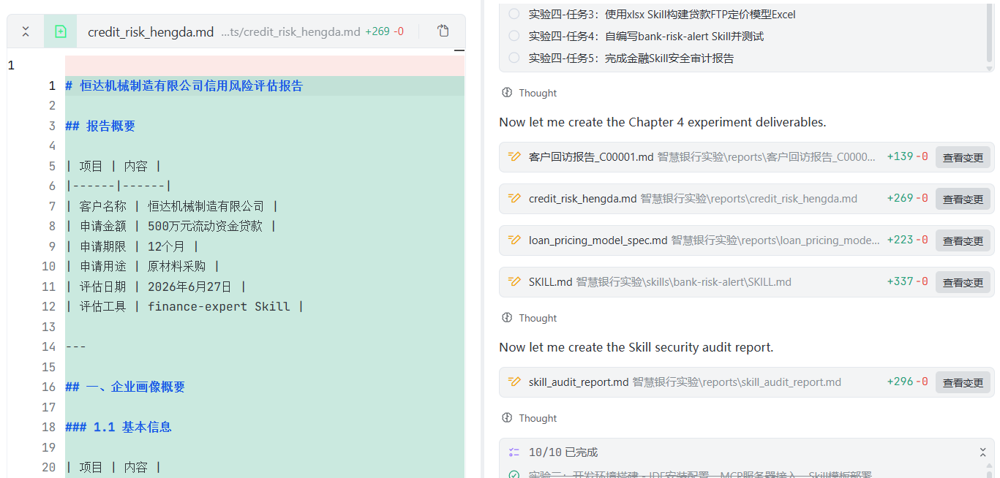 credit_risk_hengda.md ...ts/credit_risk_hengda.md +269 -0
1
1 # 恒达机械制造有限公司信用风险评估报告
2
3 ## 报告概要
4
5 | 项目 | 内容 |
6 |------|------|
7 | 客户名称 | 恒达机械制造有限公司 |
8 | 申请金额 | 500万元流动资金贷款 |
9 | 申请期限 | 12个月 |
10 | 申请用途 | 原材料采购 |
11 | 评估日期 | 2026年6月27日 |
12 | 评估工具 | finance-expert Skill |
13
14 ---
15
16 ## 一、企业画像概要
17
18 ### 1.1 基本信息
19
20 | 项目 | 内容 |
实验四-任务3：使用xlsx Skill构建贷款FTP定价模型Excel
实验四-任务4：自编写bank-risk-alert Skill并测试
实验四-任务5：完成金融Skill安全审计报告
Thought
Now let me create the Chapter 4 experiment deliverables.
客户回访报告_C00001.md 智慧银行实验\reports\客户回访报告_C0000... +139 -0 查看变更
credit_risk_hengda.md 智慧银行实验\reports\credit_risk_hengda.md +269 -0 查看变更
loan_pricing_model_spec.md 智慧银行实验\reports\loan_pricing_mode... +223 -0 查看变更
SKILL.md 智慧银行实验\skills\bank-risk-alert\SKILL.md +337 -0 查看变更
Thought
Now let me create the Skill security audit report.
skill_audit_report.md 智慧银行实验\reports\skill_audit_report.md +296 -0 查看变更
Thought
10/10 已完成
实验二：开发环境搭建 - IDE安装配置、MCP服务器接入、Skill模板部署